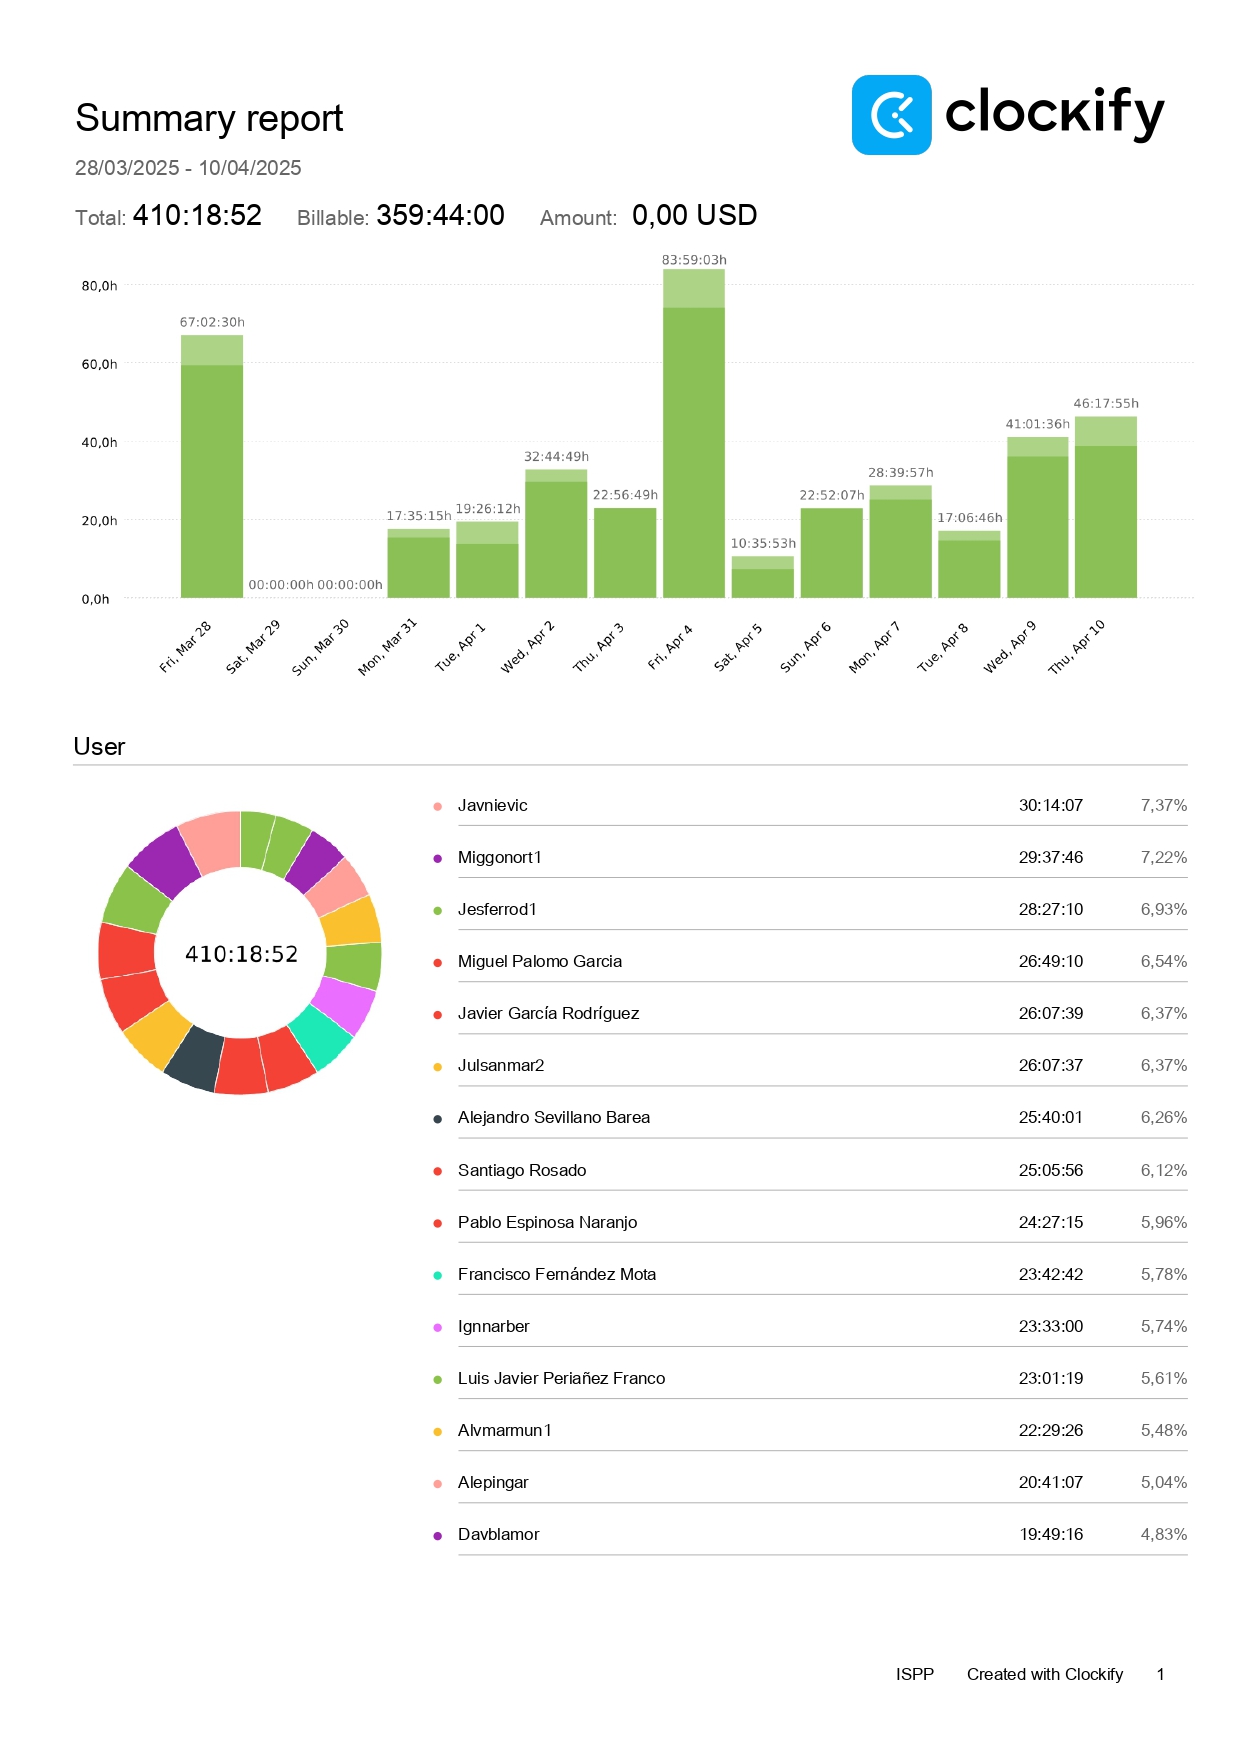 Summary report
clockify
28/03/2025 - 10/04/2025
Total: 410:18:52 Billable: 359:44:00 Amount: 0,00 USD
83:59:03h
80,0h
67:02:30h
60,0h
46:17:55h
41:01:36h
40,0h
32:44:49h
28:39:57h
22:56:49h
22:52:07h
19:26:12h
17:35:15h
17:06:46h
20,0h
10:35:53h
00:00:00h 00:00:00h
0,0h
Fri, Mar 28
Sat, Mar 29
Sun, Mar 30
Mon, Mar 31
Tue, Apr 1
Wed, Apr 2
Thu, Apr 3
Fri, Apr 4
Sat, Apr 5
Sun, Apr 6
Mon, Apr 7
Tue, Apr 8
Wed, Apr 9
Thu, Apr 10
User
410:18:52
Javnievic 30:14:07 7,37%
Miggonort1 29:37:46 7,22%
Jesferrod1 28:27:10 6,93%
Miguel Palomo Garcia 26:49:10 6,54%
Javier García Rodríguez 26:07:39 6,37%
Julsanmar2 26:07:37 6,37%
Alejandro Sevillano Barea 25:40:01 6,26%
Santiago Rosado 25:05:56 6,12%
Pablo Espinosa Naranjo 24:27:15 5,96%
Francisco Fernández Mota 23:42:42 5,78%
Ignnarber 23:33:00 5,74%
Luis Javier Periañez Franco 23:01:19 5,61%
Alvmarmun1 22:29:26 5,48%
Alepingar 20:41:07 5,04%
Davblamor 19:49:16 4,83%
ISPP Created with Clockify 1